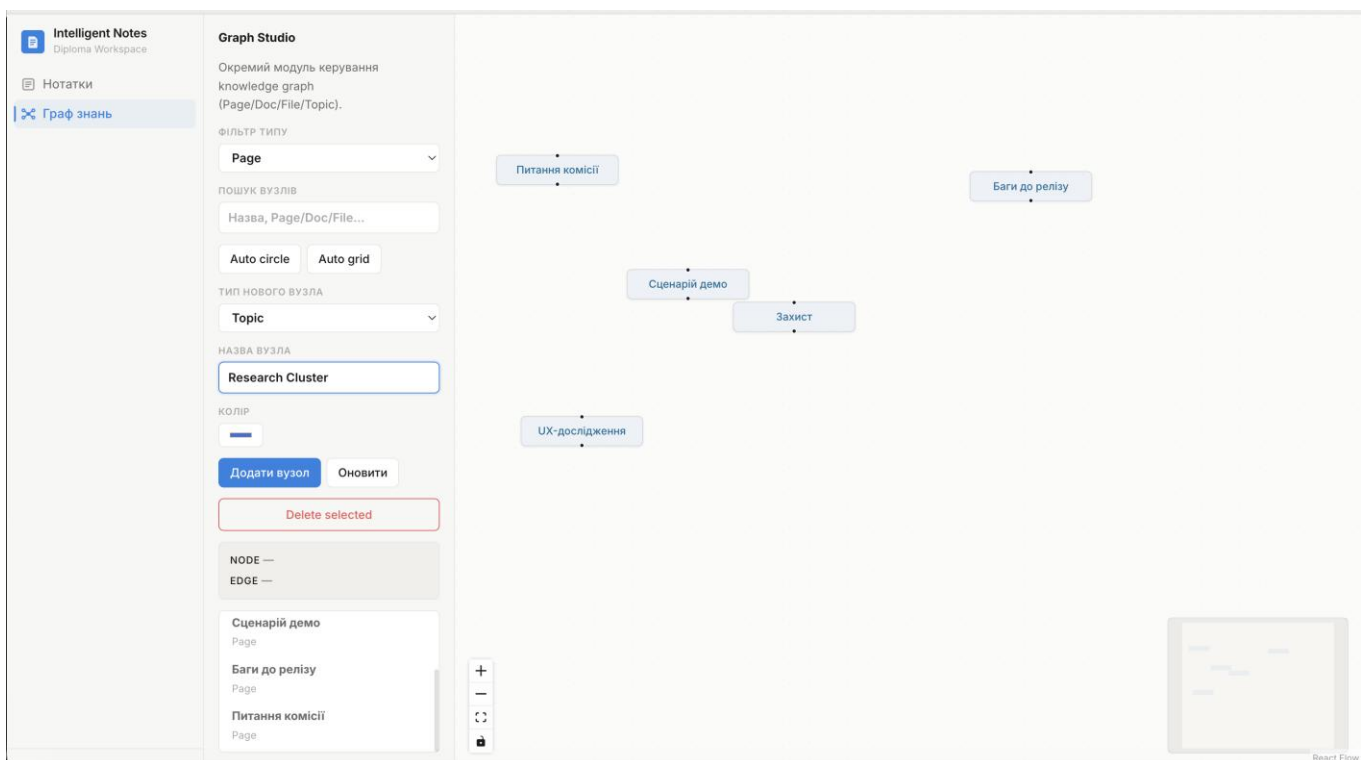 Intelligent Notes
Diploma Workspace
Нотатки
Граф знань
Graph Studio
Окремий модуль керування
knowledge graph
(Page/Doc/File/Topic).
ФІЛЬТР ТИПУ
Page
ПОШУК ВУЗЛІВ
Назва, Page/Doc/File...
Auto circle
Auto grid
ТИП НОВОГО ВУЗЛА
Topic
НАЗВА ВУЗЛА
Research Cluster
КОЛІР
Додати вузол
Оновити
Delete selected
NODE —
EDGE —
Сценарій демо
Page
Баги до релізу
Page
Питання комісії
Page
Питання комісії
Баги до релізу
Сценарій демо
Захист
UX-дослідження
React Flow